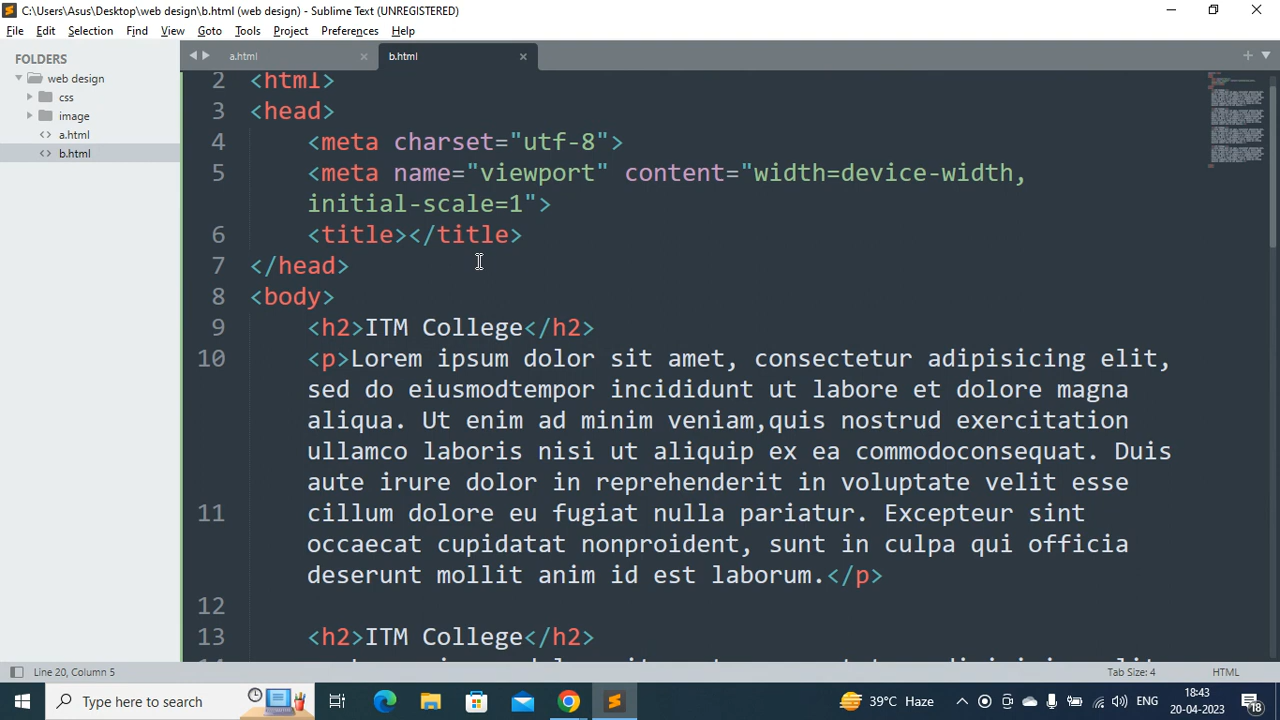 C:\Users\Asus\Desktop\web design\b.html (web design) - Sublime Text (UNREGISTERED)
File Edit Selection Find View Goto Tools Project Preferences Help
FOLDERS
web design
css
image
a.html
b.html
a.html b.html
2 <html>
3 <head>
4 <meta charset="utf-8">
5 <meta name="viewport" content="width=device-width,
initial-scale=1">
6 <title></title>
7 </head>
8 <body>
9 <h2>ITM College</h2>
10 <p>Lorem ipsum dolor sit amet, consectetur adipisicing elit,
sed do eiusmodtempor incididunt ut labore et dolore magna
aliqua. Ut enim ad minim veniam,quis nostrud exercitation
ullamco laboris nisi ut aliquip ex ea commodoconsequat. Duis
aute irure dolor in reprehenderit in voluptate velit esse
11 cillum dolore eu fugiat nulla pariatur. Excepteur sint
occaecat cupidatat nonproident, sunt in culpa qui officia
deserunt mollit anim id est laborum.</p>
12
13 <h2>ITM College</h2>
Line 20, Column 5 Tab Size: 4 HTML
Type here to search 39°C Haze ENG 18:43
20-04-2023 18